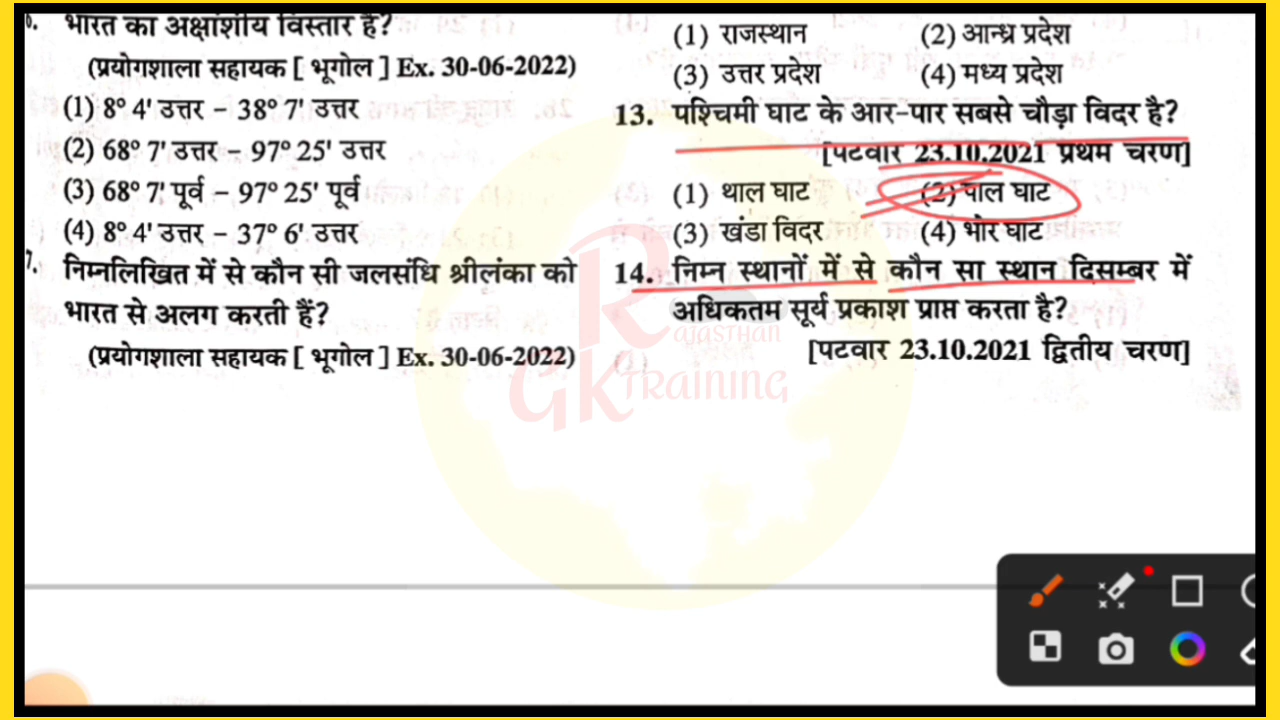 6. भारत का अक्षांशीय विस्तार है?
(प्रयोगशाला सहायक [ भूगोल ] Ex. 30-06-2022)
(1) 8° 4' उत्तर – 38° 7' उत्तर
(2) 68° 7' उत्तर – 97° 25' उत्तर
(3) 68° 7' पूर्व – 97° 25' पूर्व
(4) 8° 4' उत्तर – 37° 6' उत्तर
7. निम्नलिखित में से कौन सी जलसंधि श्रीलंका को
भारत से अलग करती हैं?
(प्रयोगशाला सहायक [ भूगोल ] Ex. 30-06-2022)
(1) राजस्थान (2) आन्ध्र प्रदेश
(3) उत्तर प्रदेश (4) मध्य प्रदेश
13. पश्चिमी घाट के आर-पार सबसे चौड़ा विदर है?
[पटवार 23.10.2021 प्रथम चरण]
(1) थाल घाट (2) पाल घाट
(3) खंडा विदर (4) भोर घाट
14. निम्न स्थानों में से कौन सा स्थान दिसम्बर में
अधिकतम सूर्य प्रकाश प्राप्त करता है?
[पटवार 23.10.2021 द्वितीय चरण]
RAJASTHAN
GK TRAINING